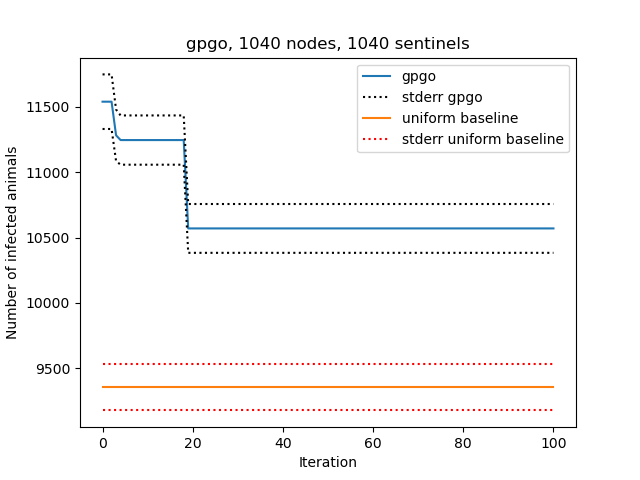 gpgo, 1040 nodes, 1040 sentinels
gpgo
stderr gpgo
uniform baseline
stderr uniform baseline
Number of infected animals
11500
11000
10500
10000
9500
0 20 40 60 80 100
Iteration